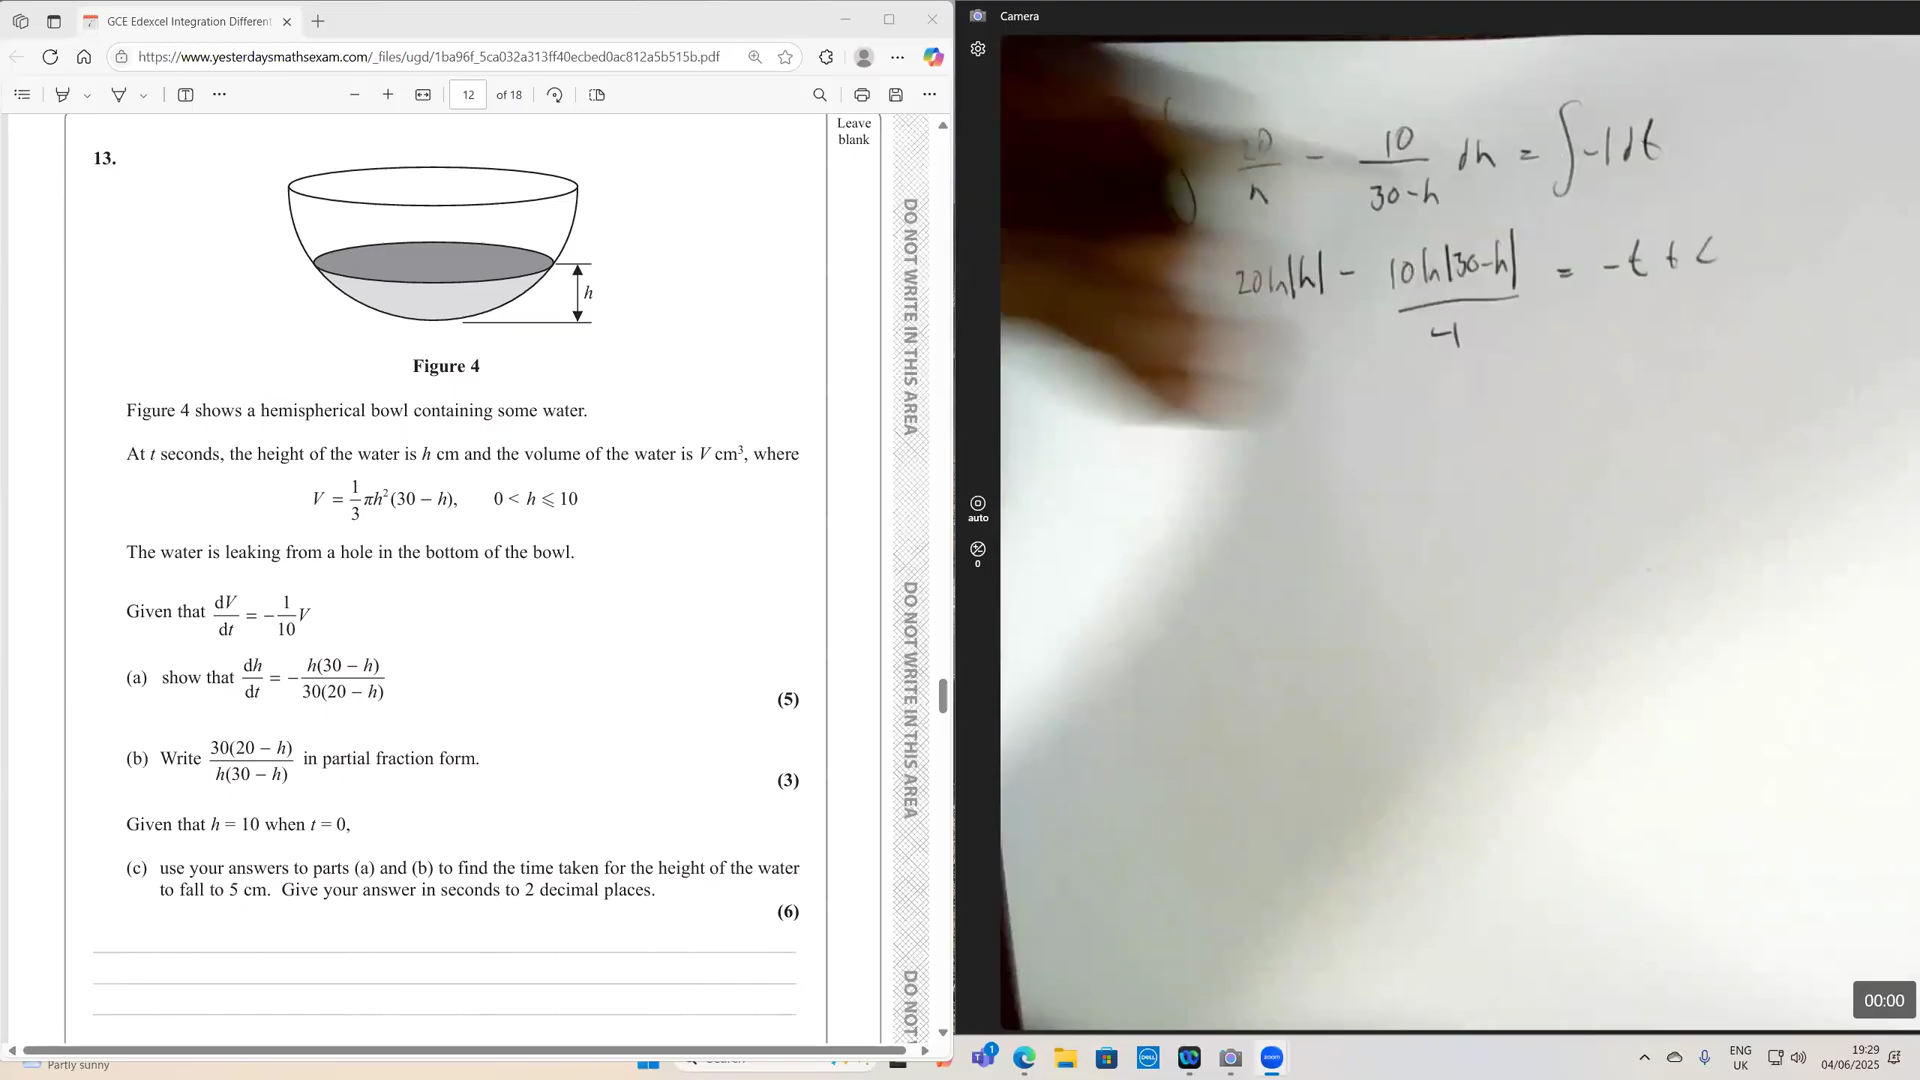 GCE Edexcel Integration Different
https://www.yesterdaysmathsexam.com/_files/ugd/1ba96f_5ca032a313ff40ecbed0ac812a5b515b.pdf
12 of 18
Leave
blank
13.
h
Figure 4
Figure 4 shows a hemispherical bowl containing some water.
At t seconds, the height of the water is h cm and the volume of the water is V cm³, where
V = 1/3 πh²(30 − h), 0 < h ⩽ 10
The water is leaking from a hole in the bottom of the bowl.
Given that dV/dt = − 1/10 V
(a) show that dh/dt = − h(30 − h)/30(20 − h)
(5)
(b) Write 30(20 − h)/h(30 − h) in partial fraction form.
(3)
Given that h = 10 when t = 0,
(c) use your answers to parts (a) and (b) to find the time taken for the height of the water
to fall to 5 cm. Give your answer in seconds to 2 decimal places.
(6)
DO NOT WRITE IN THIS AREA
DO NOT WRITE IN THIS AREA
DO NOT
Camera
auto
0
∫ 20/h − 10/30−h dh = ∫ −1 dt
20 ln|h| − 10 ln|30−h|/−1 = −t + c
00:00
Partly sunny
1
ENG
UK
19:29
04/06/2025